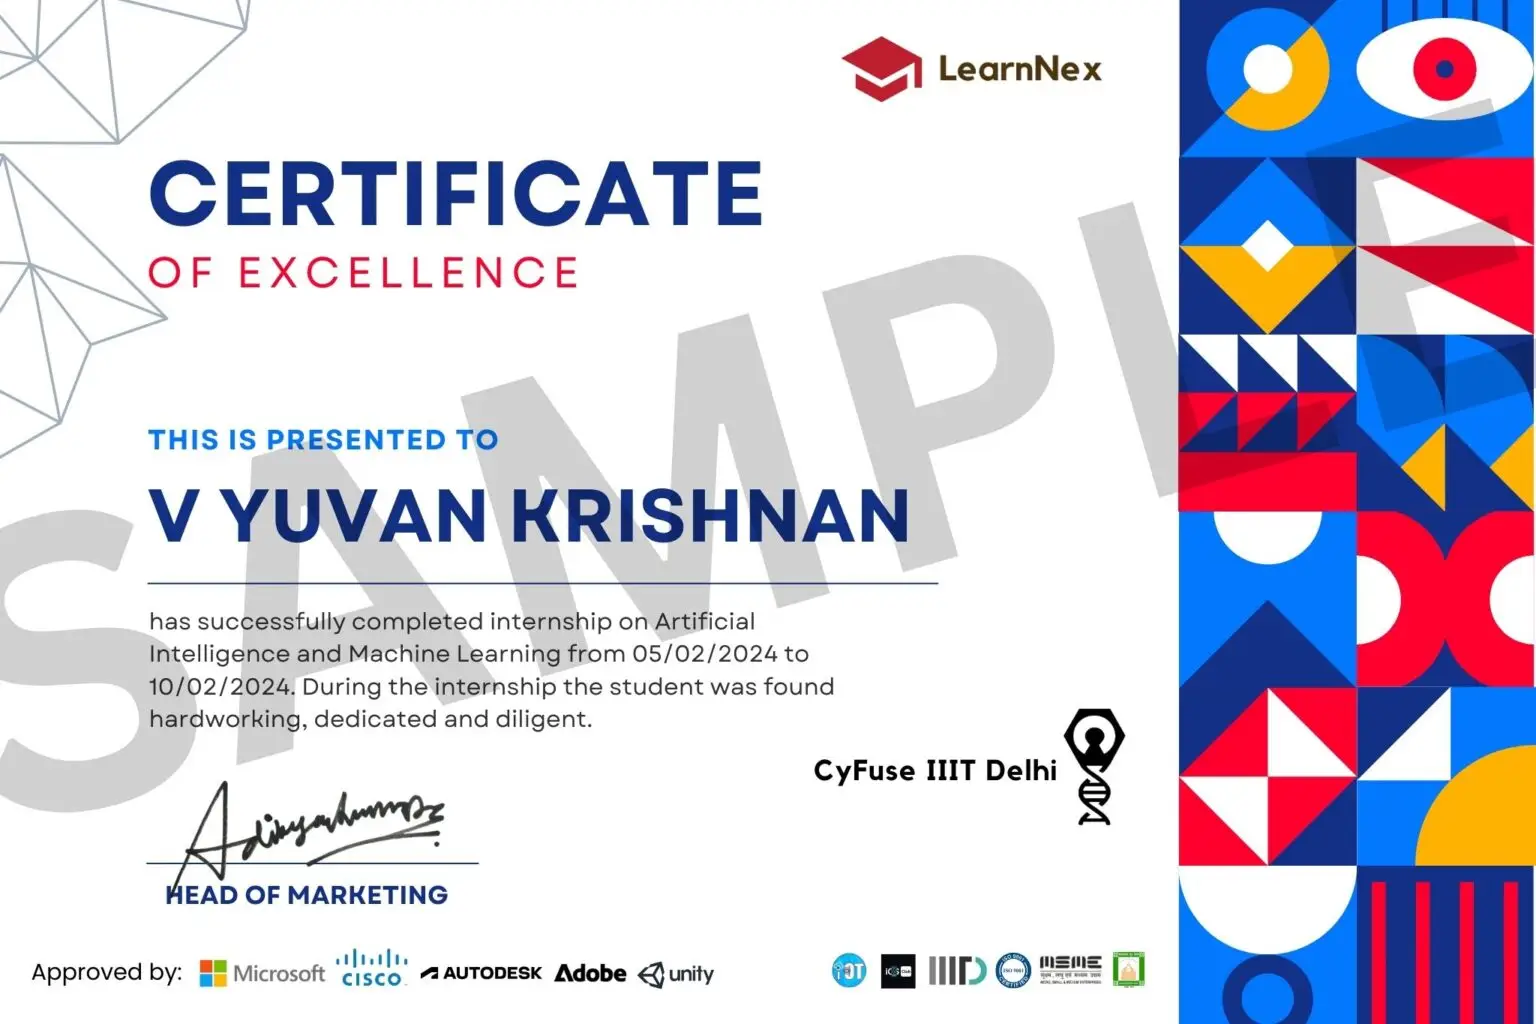 LearnNex
CERTIFICATE
OF EXCELLENCE
THIS IS PRESENTED TO
V YUVAN KRISHNAN
has successfully completed internship on Artificial
Intelligence and Machine Learning from 05/02/2024 to
10/02/2024. During the internship the student was found
hardworking, dedicated and diligent.
CyFuse IIIT Delhi
HEAD OF MARKETING
Approved by: Microsoft CISCO AUTODESK Adobe unity
IIITD MSME
SAMPLE